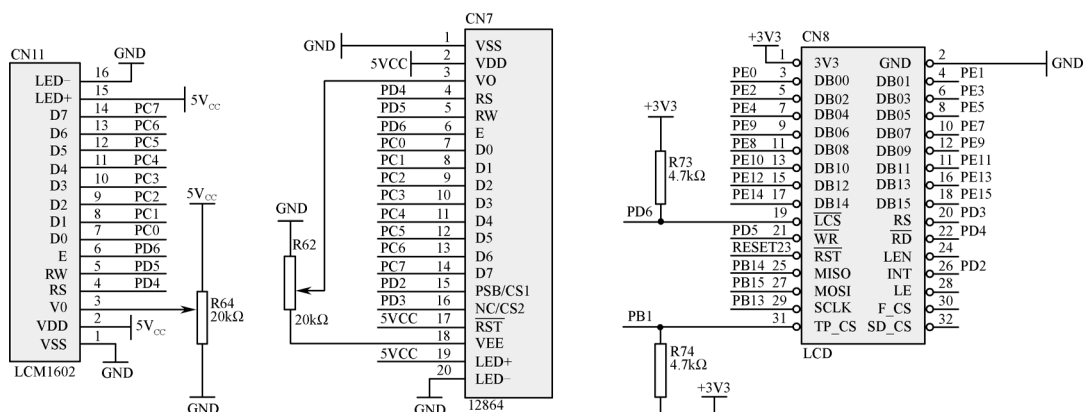 CN11
GND
LED−
16
LED+
15
5VCC
D7
14
PC7
D6
13
PC6
D5
12
PC5
D4
11
PC4
D3
10
PC3
D2
9
PC2
D1
8
PC1
D0
7
PC0
E
6
PD6
RW
5
PD5
RS
4
PD4
V0
3
VDD
2
5VCC
VSS
1
GND
LCM1602
5VCC
R64
20kΩ
GND
CN7
GND
1
VSS
5VCC
2
VDD
3
VO
PD4
4
RS
PD5
5
RW
PD6
6
E
PC0
7
D0
PC1
8
D1
PC2
9
D2
PC3
10
D3
PC4
11
D4
PC5
12
D5
PC6
13
D6
PC7
14
D7
PD2
15
PSB/CS1
PD3
16
NC/CS2
5VCC
17
RST
18
VEE
5VCC
19
LED+
20
LED−
GND
12864
GND
R62
20kΩ
CN8
+3V3
1
3V3
GND
2
GND
PE0
3
DB00
DB01
4
PE1
PE2
5
DB02
DB03
6
PE3
PE4
7
DB04
DB05
8
PE5
PE9
9
DB06
DB07
10
PE7
PE8
11
DB08
DB09
12
PE9
PE10
13
DB10
DB11
11
PE11
PE12
15
DB12
DB13
16
PE13
PE14
17
DB14
DB15
18
PE15
PD6
19
LCS
RS
20
PD3
PD5
21
WR
RD
22
PD4
RESET
23
RST
LEN
24
PB14
25
MISO
INT
26
PD2
PB15
27
MOSI
LE
28
PB13
29
SCLK
F_CS
30
PB1
31
TP_CS
SD_CS
32
LCD
+3V3
R73
4.7kΩ
R74
4.7kΩ
+3V3